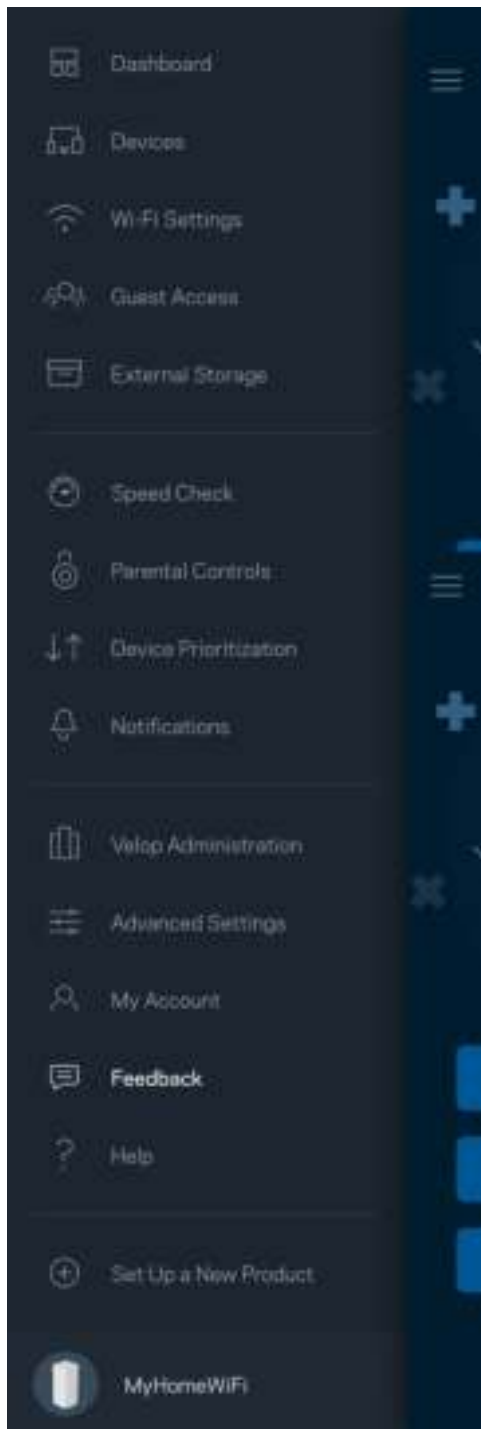 Dashboard
Devices
Wi-Fi Settings
Guest Access
External Storage
Speed Check
Parental Controls
Device Prioritization
Notifications
Velop Administration
Advanced Settings
My Account
Feedback
Help
Set Up a New Product
MyHomeWiFi